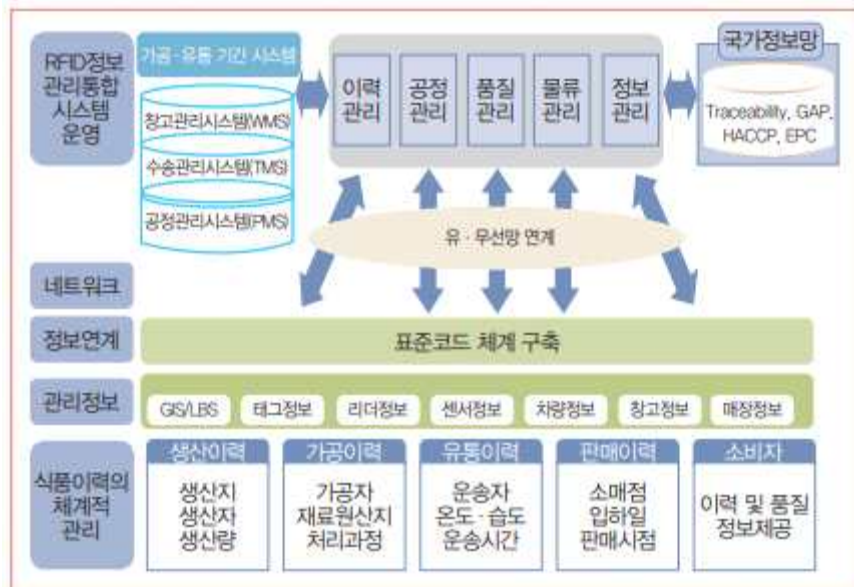 RFID정보
관리통합
시스템
운영
가공 · 유통 기간 시스템
창고관리시스템(WMS)
수송관리시스템(TMS)
공정관리시스템(PMS)
이력
관리
공정
관리
품질
관리
물류
관리
정보
관리
국가정보망
Traceability, GAP,
HACCP, EPC
유 · 무선망 연계
네트워크
정보연계
표준코드 체계 구축
관리정보
GIS/LBS
태그정보
리더정보
센서정보
차량정보
창고정보
매장정보
식품이력의
체계적
관리
생산이력
생산지
생산자
생산량
가공이력
가공자
재료원산지
처리과정
유통이력
운송자
온도 · 습도
운송시간
판매이력
소매점
입하일
판매시점
소비자
이력 및 품질
정보제공